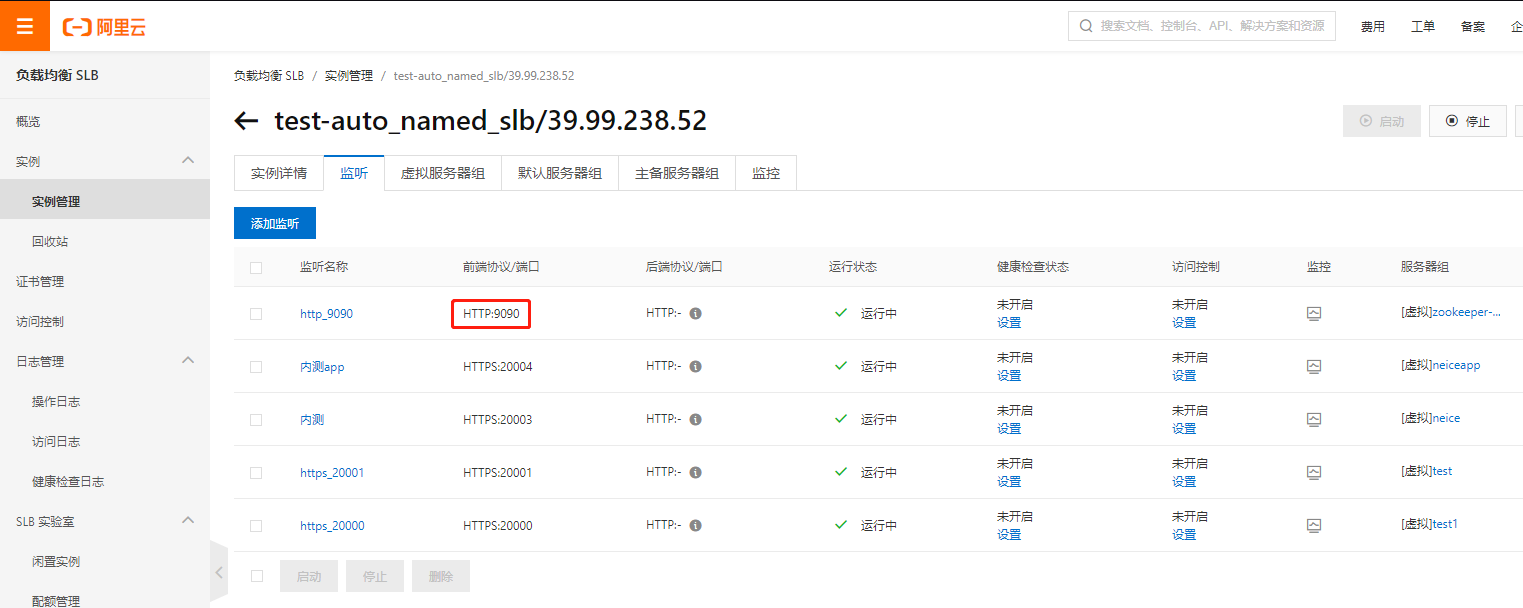 阿里云
搜索文档、控制台、API、解决方案和资源
费用 工单 备案 企
负载均衡 SLB
概览
实例
实例管理
回收站
证书管理
访问控制
日志管理
操作日志
访问日志
健康检查日志
SLB 实验室
闲置实例
配额管理
负载均衡 SLB / 实例管理 / test-auto_named_slb/39.99.238.52
test-auto_named_slb/39.99.238.52
启动 停止
实例详情 监听 虚拟服务器组 默认服务器组 主备服务器组 监控
添加监听
监听名称 前端协议/端口 后端协议/端口 运行状态 健康检查状态 访问控制 监控 服务器组
http_9090 HTTP:9090 HTTP:- 运行中 未开启 未开启 [虚拟]zookeeper-...
设置 设置
内测app HTTPS:20004 HTTP:- 运行中 未开启 未开启 [虚拟]neiceapp
设置 设置
内测 HTTPS:20003 HTTP:- 运行中 未开启 未开启 [虚拟]neice
设置 设置
https_20001 HTTPS:20001 HTTP:- 运行中 未开启 未开启 [虚拟]test
设置 设置
https_20000 HTTPS:20000 HTTP:- 运行中 未开启 未开启 [虚拟]test1
设置 设置
启动 停止 删除